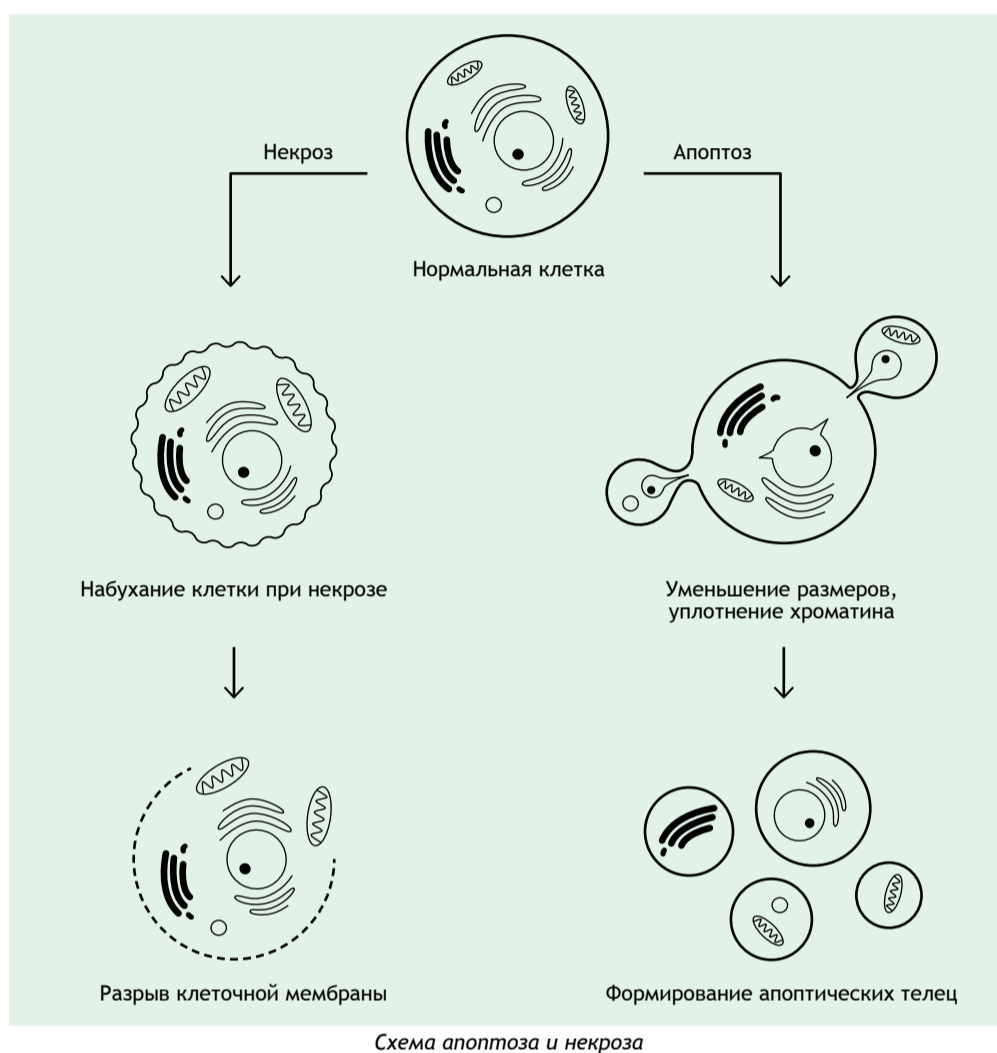 Некроз
Апоптоз
Нормальная клетка
Набухание клетки при некрозе
Уменьшение размеров,
уплотнение хроматина
Разрыв клеточной мембраны
Формирование апоптических телец
Схема апоптоза и некроза